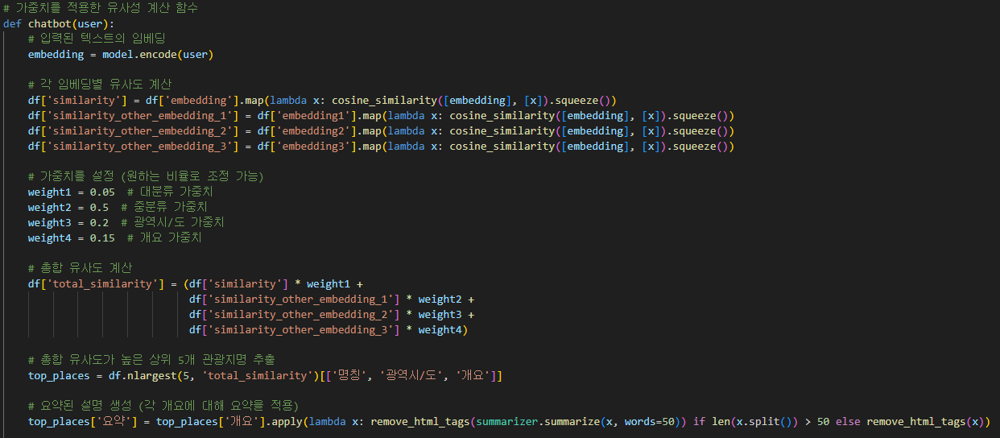 # 가중치를 적용한 유사성 계산 함수
def chatbot(user):
    # 입력된 텍스트의 임베딩
    embedding = model.encode(user)

    # 각 임베딩별 유사도 계산
    df['similarity'] = df['embedding'].map(lambda x: cosine_similarity([embedding], [x]).squeeze())
    df['similarity_other_embedding_1'] = df['embedding1'].map(lambda x: cosine_similarity([embedding], [x]).squeeze())
    df['similarity_other_embedding_2'] = df['embedding2'].map(lambda x: cosine_similarity([embedding], [x]).squeeze())
    df['similarity_other_embedding_3'] = df['embedding3'].map(lambda x: cosine_similarity([embedding], [x]).squeeze())

    # 가중치를 설정 (원하는 비율로 조정 가능)
    weight1 = 0.05  # 대분류 가중치
    weight2 = 0.5  # 중분류 가중치
    weight3 = 0.2  # 광역시/도 가중치
    weight4 = 0.15  # 개요 가중치

    # 총합 유사도 계산
    df['total_similarity'] = (df['similarity'] * weight1 +
                              df['similarity_other_embedding_1'] * weight2 +
                              df['similarity_other_embedding_2'] * weight3 +
                              df['similarity_other_embedding_3'] * weight4)

    # 총합 유사도가 높은 상위 5개 관광지명 추출
    top_places = df.nlargest(5, 'total_similarity')[['명칭', '광역시/도', '개요']]

    # 요약된 설명 생성 (각 개요에 대해 요약을 적용)
    top_places['요약'] = top_places['개요'].apply(lambda x: remove_html_tags(summarizer.summarize(x, words=50)) if len(x.split()) > 50 else remove_html_tags(x))